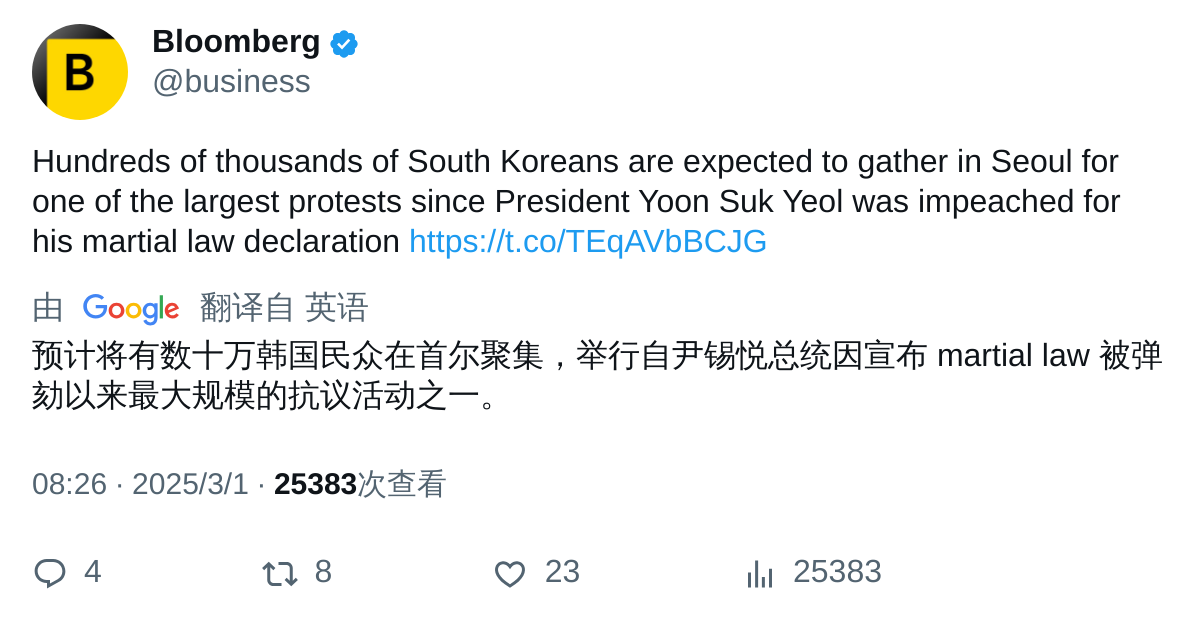 B
Bloomberg
@business
Hundreds of thousands of South Koreans are expected to gather in Seoul for
one of the largest protests since President Yoon Suk Yeol was impeached for
his martial law declaration https://t.co/TEqAVbBCJG
由 Google 翻译自 英语
预计将有数十万韩国民众在首尔聚集，举行自尹锡悦总统因宣布 martial law 被弹
劾以来最大规模的抗议活动之一。
08:26 · 2025/3/1 · 25383次查看
4 8 23 25383